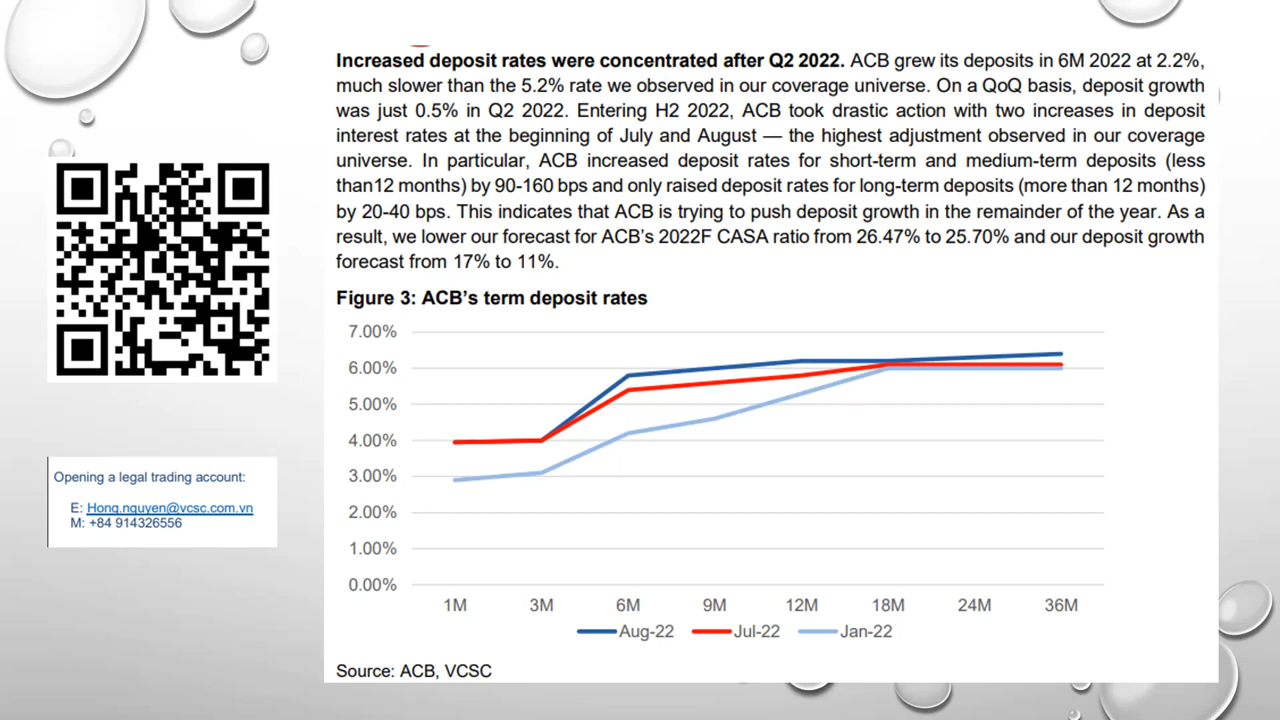 Increased deposit rates were concentrated after Q2 2022. ACB grew its deposits in 6M 2022 at 2.2%,
much slower than the 5.2% rate we observed in our coverage universe. On a QoQ basis, deposit growth
was just 0.5% in Q2 2022. Entering H2 2022, ACB took drastic action with two increases in deposit
interest rates at the beginning of July and August — the highest adjustment observed in our coverage
universe. In particular, ACB increased deposit rates for short-term and medium-term deposits (less
than12 months) by 90-160 bps and only raised deposit rates for long-term deposits (more than 12 months)
by 20-40 bps. This indicates that ACB is trying to push deposit growth in the remainder of the year. As a
result, we lower our forecast for ACB's 2022F CASA ratio from 26.47% to 25.70% and our deposit growth
forecast from 17% to 11%.
Figure 3: ACB's term deposit rates
7.00%
6.00%
5.00%
4.00%
3.00%
2.00%
1.00%
0.00%
1M 3M 6M 9M 12M 18M 24M 36M
Aug-22 Jul-22 Jan-22
Source: ACB, VCSC
Opening a legal trading account:
E: Hong.nguyen@vcsc.com.vn
M: +84 914326556